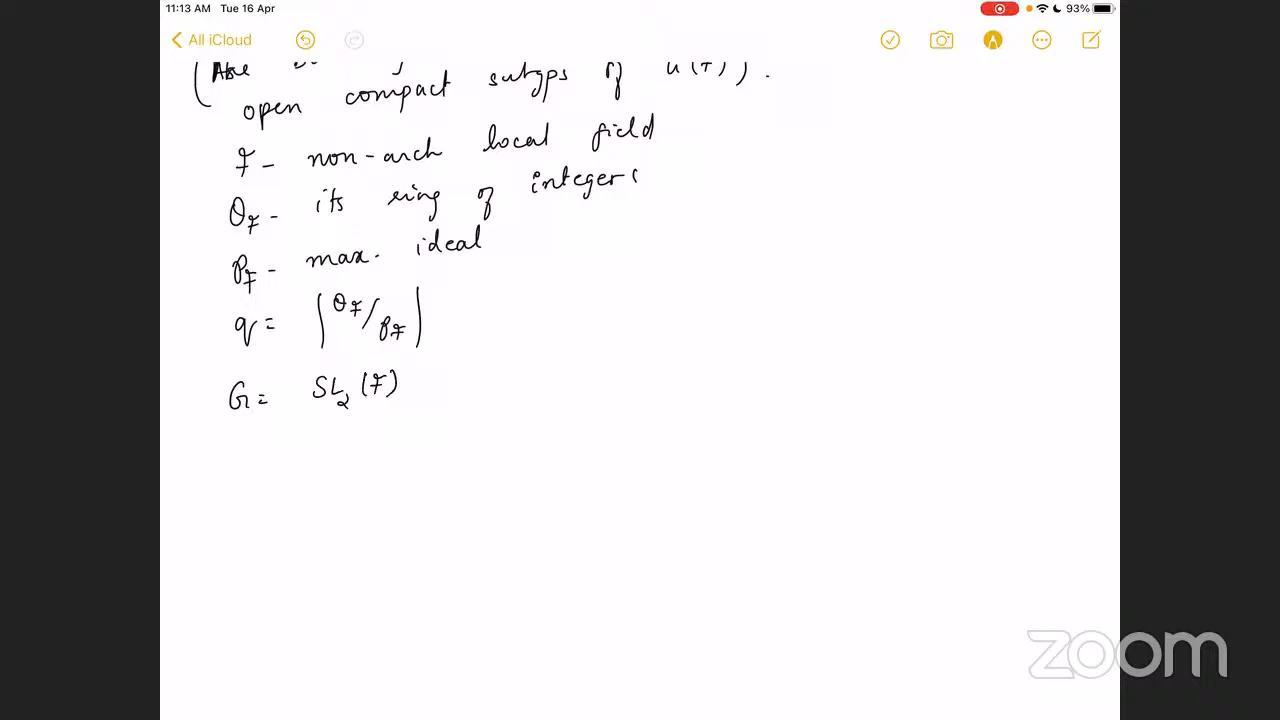 11:13 AM Tue 16 Apr
93%
All iCloud
open compact subgps of
F - non-arch local field
O_F - its ring of integers
p_F - max. ideal
q = |O_F/p_F|
G = SL_2(F)
zoom